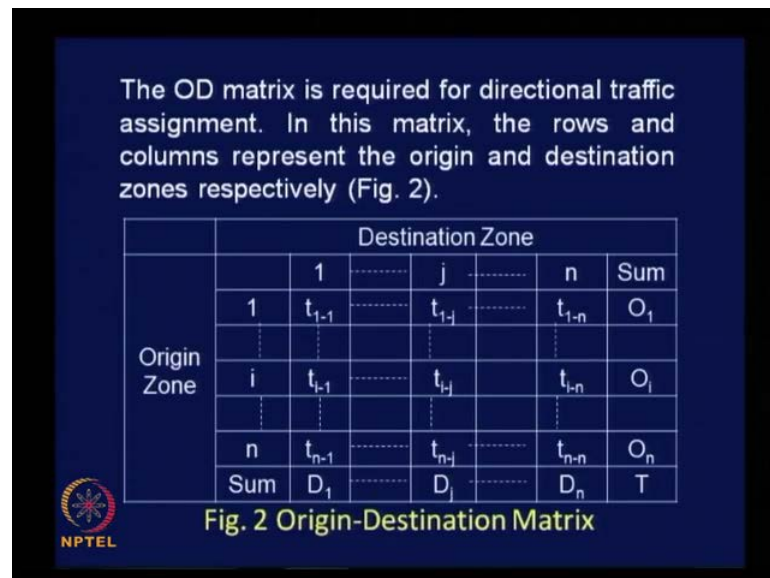 The OD matrix is required for directional traffic
assignment. In this matrix, the rows and
columns represent the origin and destination
zones respectively (Fig. 2).
Destination Zone
1 j n Sum
1 t1-1 t1-j t1-n O1
Origin
Zone
i ti-1 ti-j ti-n Oi
n tn-1 tn-j tn-n On
Sum D1 Dj Dn T
Fig. 2 Origin-Destination Matrix
NPTEL